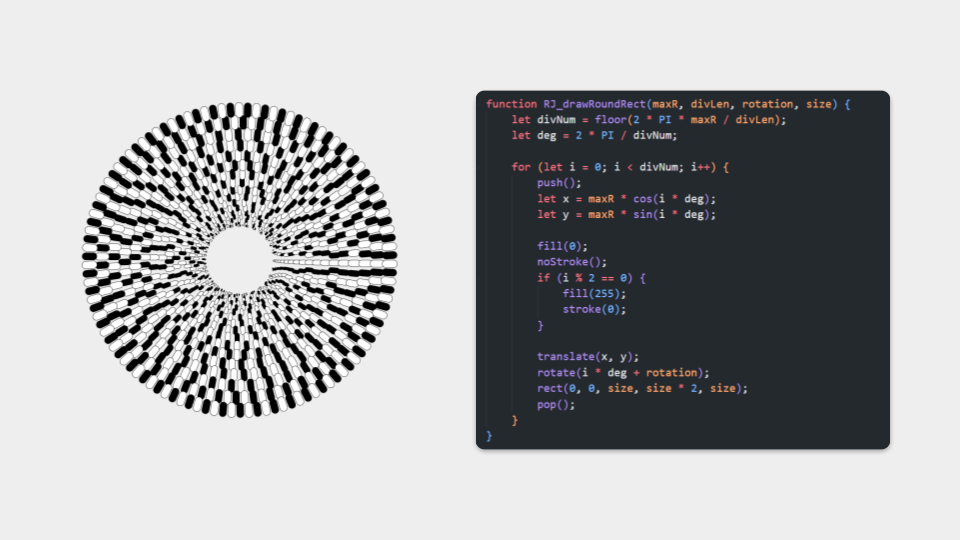 function RJ_drawRoundRect(maxR, divLen, rotation, size) {
let divNum = floor(2 * PI * maxR / divLen);
let deg = 2 * PI / divNum;
for (let i = 0; i < divNum; i++) {
push();
let x = maxR * cos(i * deg);
let y = maxR * sin(i * deg);
fill(0);
noStroke();
if (i % 2 == 0) {
fill(255);
stroke(0);
}
translate(x, y);
rotate(i * deg + rotation);
rect(0, 0, size, size * 2, size);
pop();
}
}